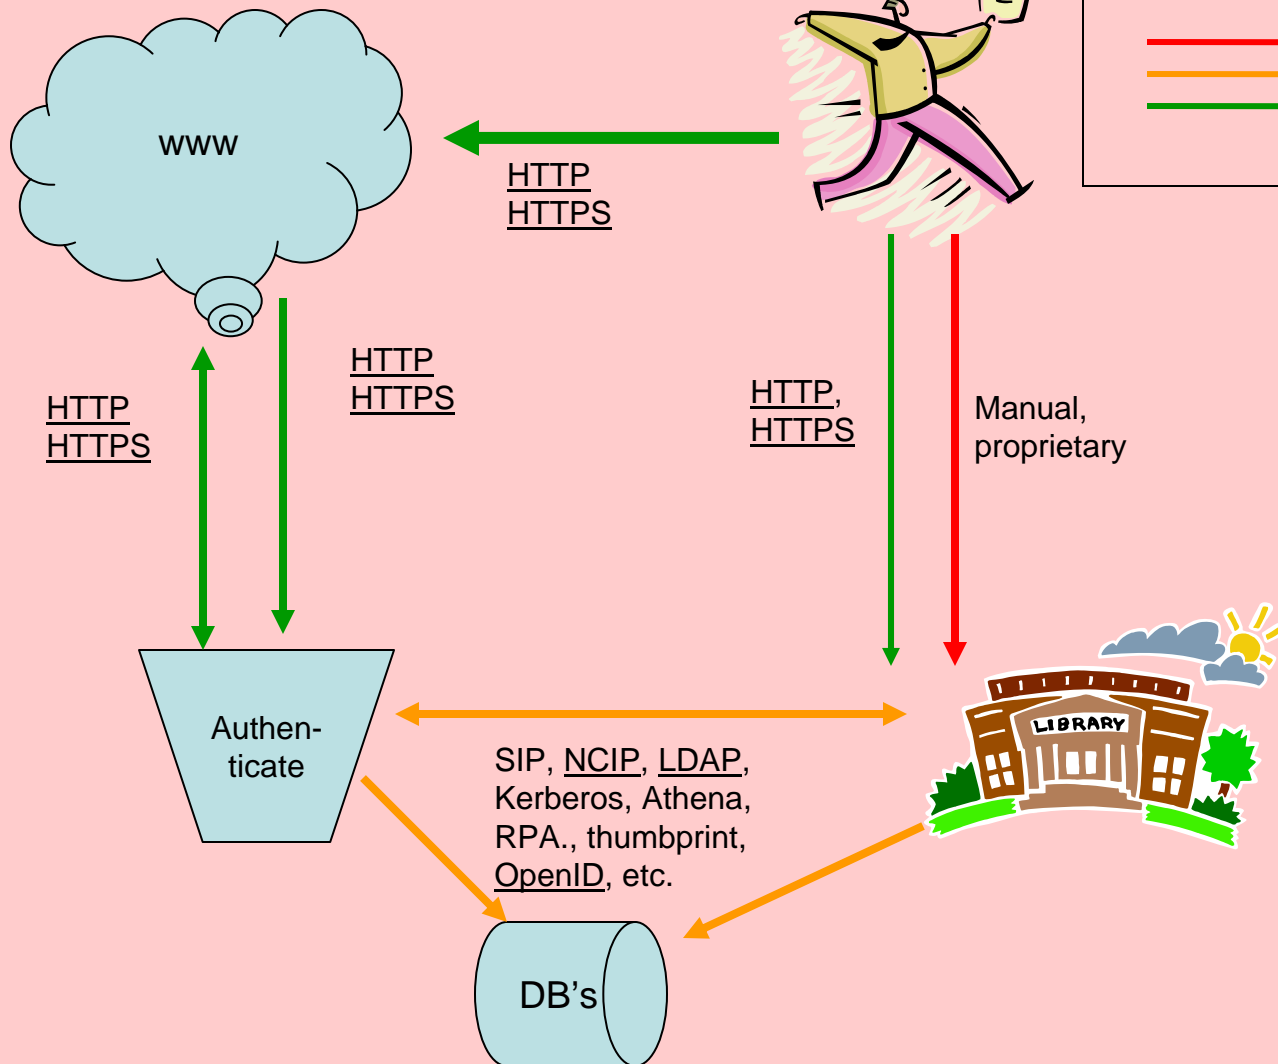 www
HTTP
HTTPS
HTTP
HTTPS
HTTP
HTTPS
HTTP,
HTTPS
Manual,
proprietary
Authen-
ticate
LIBRARY
SIP, NCIP, LDAP,
Kerberos, Athena,
RPA., thumbprint,
OpenID, etc.
DB's